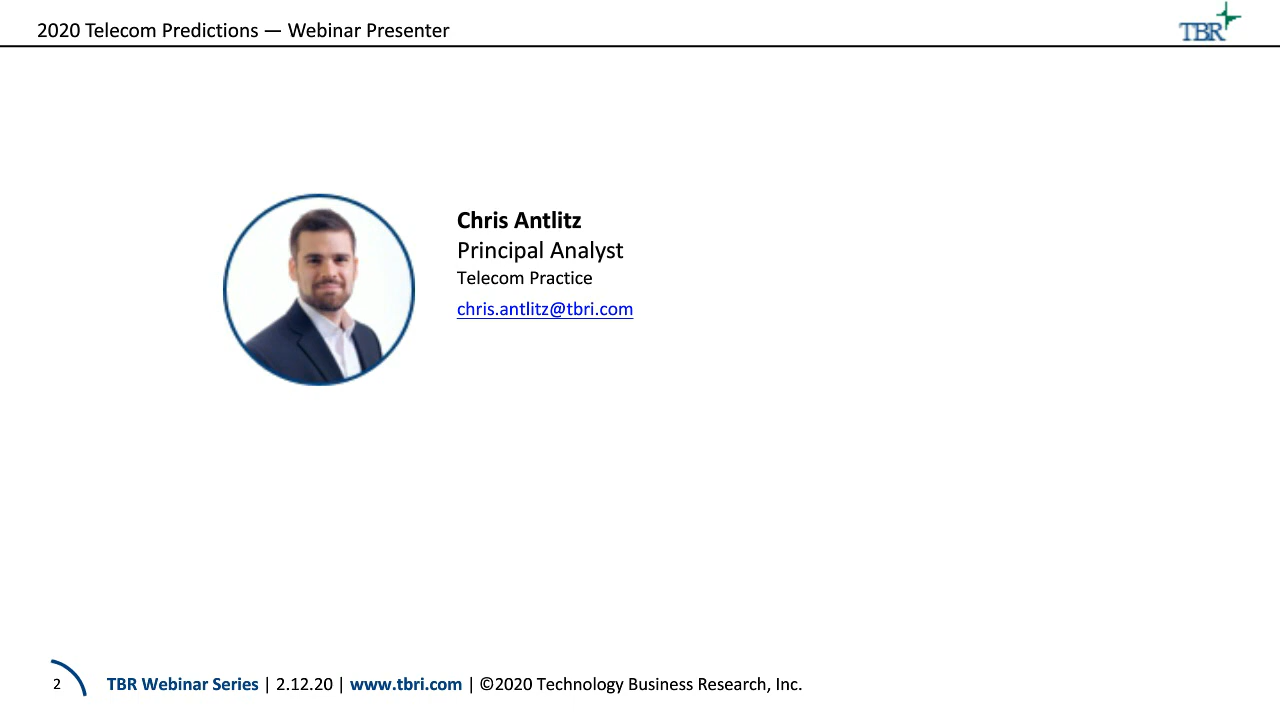 2020 Telecom Predictions — Webinar Presenter
TBR
Chris Antlitz
Principal Analyst
Telecom Practice
chris.antlitz@tbri.com
2
TBR Webinar Series | 2.12.20 | www.tbri.com | ©2020 Technology Business Research, Inc.